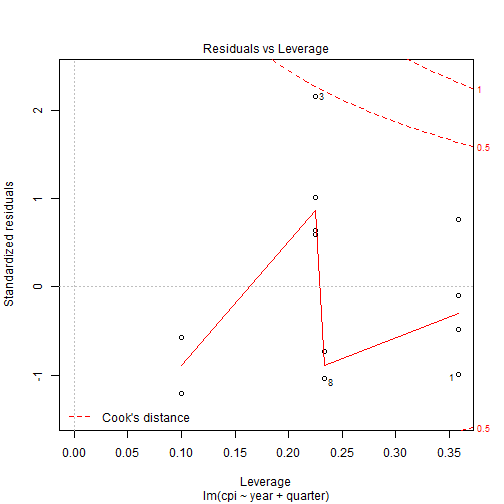 Residuals vs Leverage
Standardized residuals
2
1
0
-1
3
8
1
1
0.5
0.5
Cook's distance
0.00 0.05 0.10 0.15 0.20 0.25 0.30 0.35
Leverage
lm(cpi ~ year + quarter)